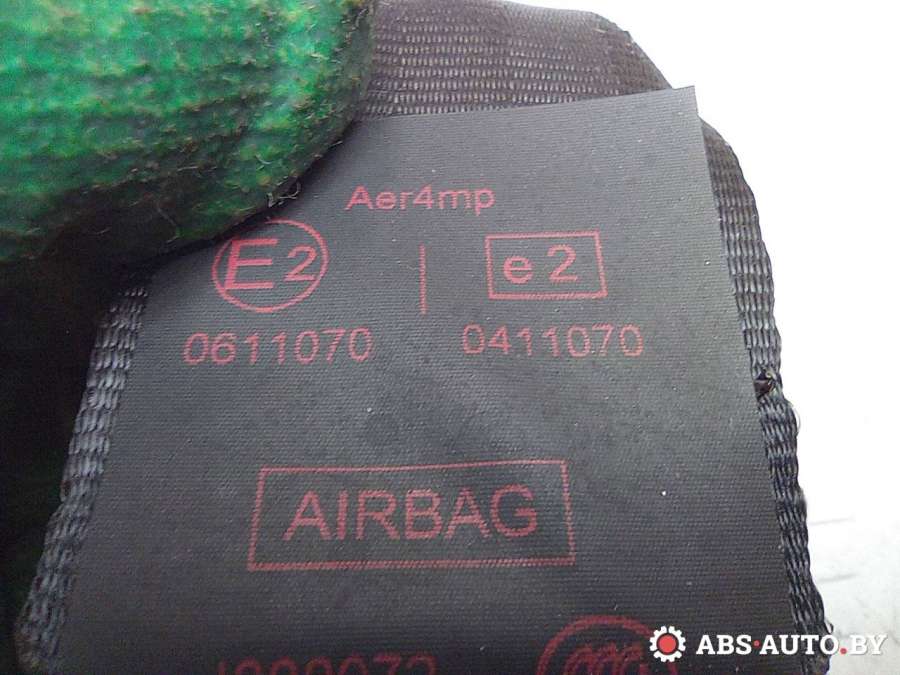 Aer4mp
E2 e2
0611070 0411070
AIRBAG
ABS-AUTO.BY